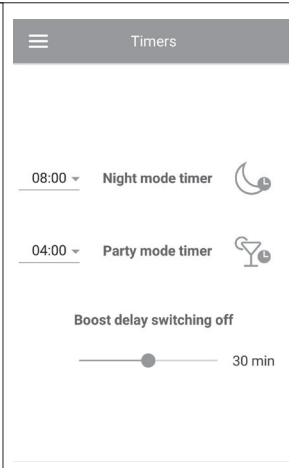 Timers
08:00 Night mode timer
04:00 Party mode timer
Boost delay switching off
30 min